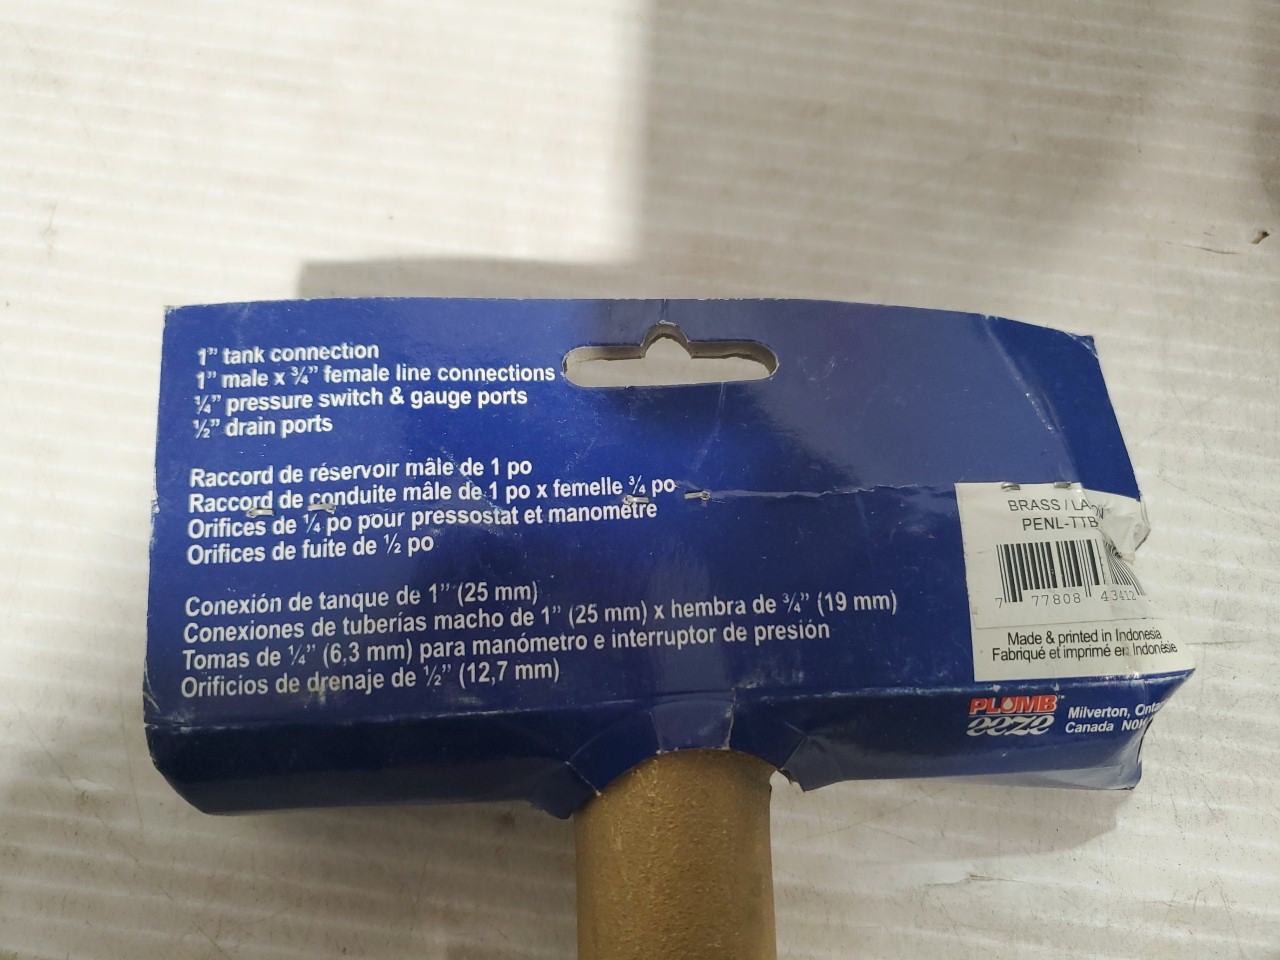 1" tank connection
1" male x ¾" female line connections
¼" pressure switch & gauge ports
½" drain ports
Raccord de réservoir mâle de 1 po
Raccord de conduite mâle de 1 po x femelle ¾ po
Orifices de ¼ po pour pressostat et manomètre
Orifices de fuite de ½ po
Conexión de tanque de 1" (25 mm)
Conexiones de tuberías macho de 1" (25 mm) x hembra de ¾" (19 mm)
Tomas de ¼" (6,3 mm) para manómetro e interruptor de presión
Orificios de drenaje de ½" (12,7 mm)
BRASS /
PENL-TTB
7 77808 43412
Made & printed in Indonesia
Fabriqué et imprimé en Indonésie
PLUMB™
eeze
Milverton,
Canada